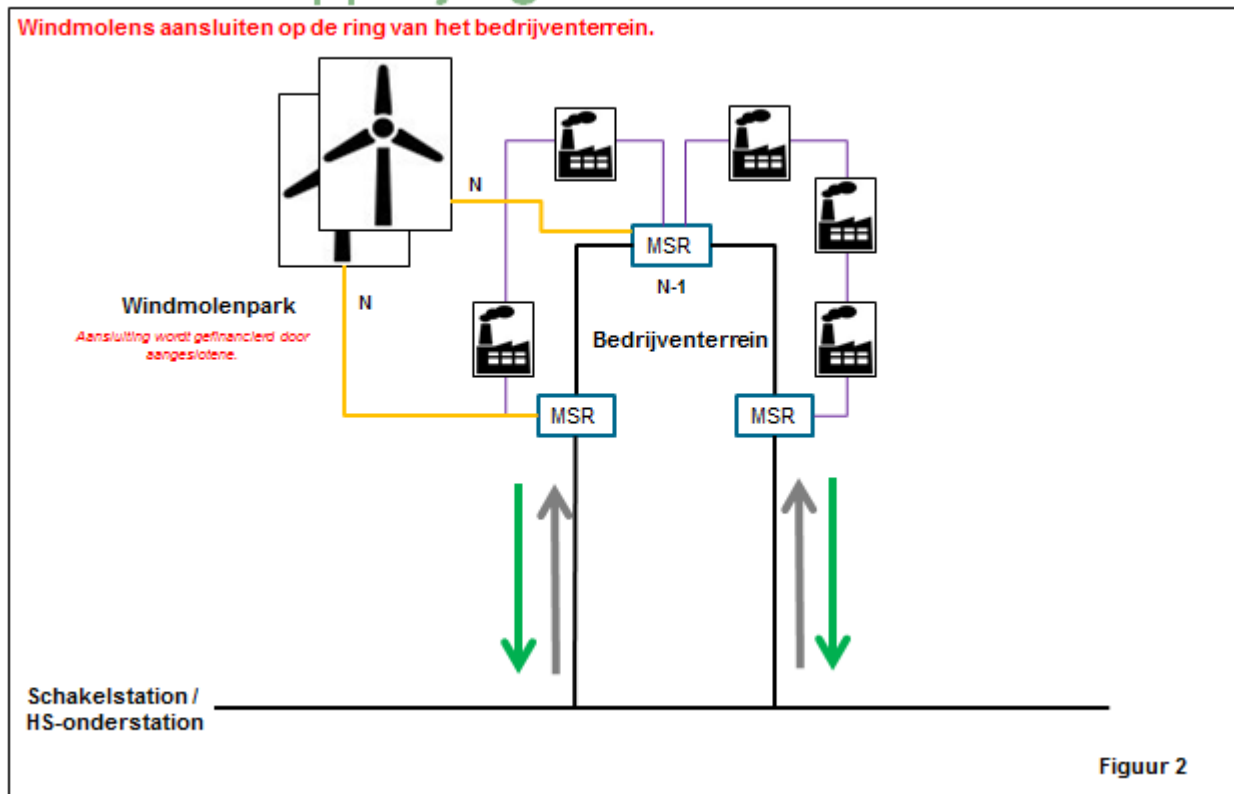 Windmolens aansluiten op de ring van het bedrijventerrein.
N
MSR
N-1
Windmolenpark
N
Aansluiting wordt gefinancierd door
aangeslotene.
Bedrijventerrein
MSR
MSR
Schakelstation /
HS-onderstation
Figuur 2